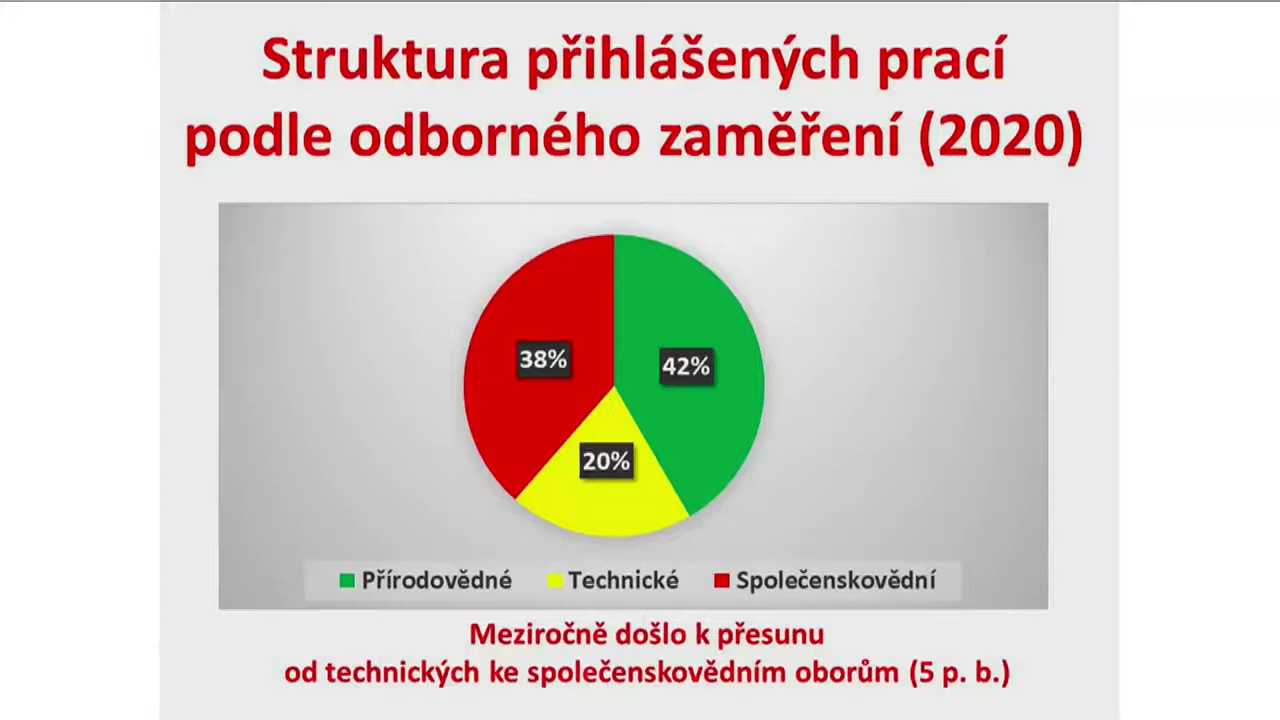 Struktura přihlášených prací
podle odborného zaměření (2020)
38%
42%
20%
Přírodovědné Technické Společenskovědní
Meziročně došlo k přesunu
od technických ke společenskovědním oborům (5 p. b.)